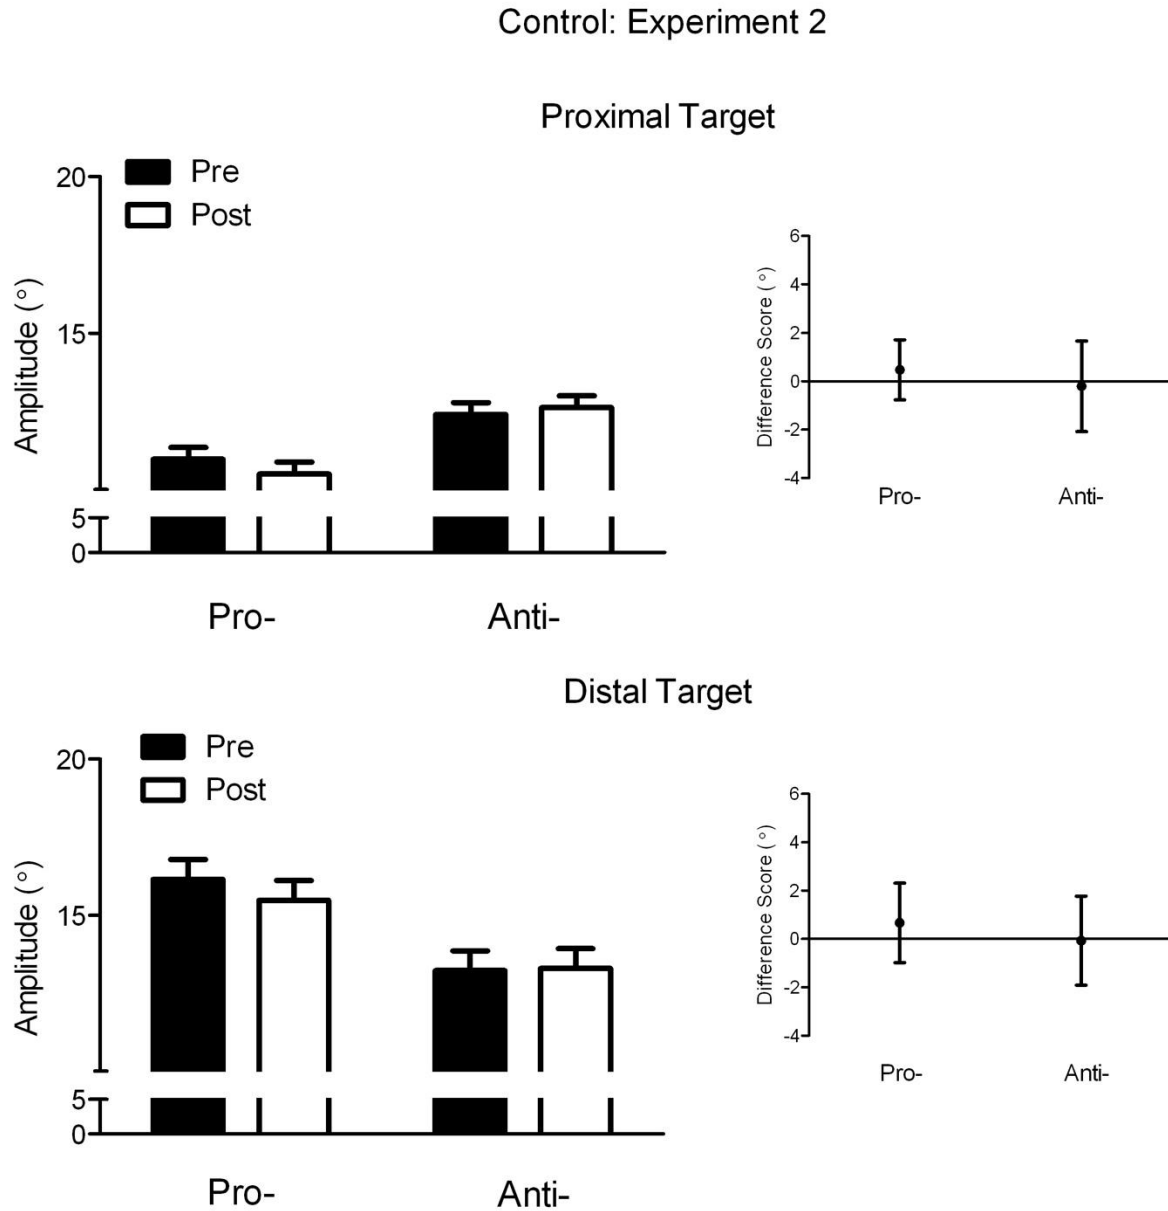 Control: Experiment 2
Proximal Target
Pre
Post
20
15
5
0
Amplitude (°)
Pro-
Anti-
6
4
2
0
-2
-4
Difference Score (°)
Pro-
Anti-
Distal Target
Pre
Post
20
15
5
0
Amplitude (°)
Pro-
Anti-
6
4
2
0
-2
-4
Difference Score (°)
Pro-
Anti-